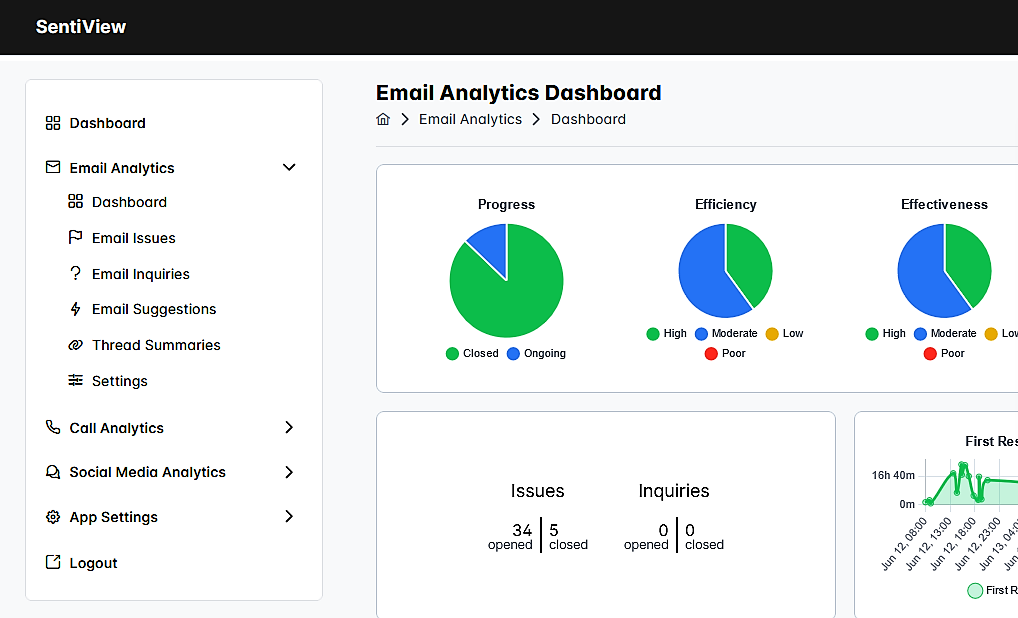 SentiView
Dashboard
Email Analytics
Dashboard
Email Issues
Email Inquiries
Email Suggestions
Thread Summaries
Settings
Call Analytics
Social Media Analytics
App Settings
Logout
Email Analytics Dashboard
Email Analytics Dashboard
Progress
Closed Ongoing
Efficiency
High Moderate Low
Poor
Effectiveness
High Moderate Low
Poor
Issues
34 5
opened closed
Inquiries
0 0
opened closed
First Res
16h 40m
0m
Jun 12, 08:00
Jun 12, 13:00
Jun 12, 18:00
Jun 12, 23:00
Jun 13, 04:
First R